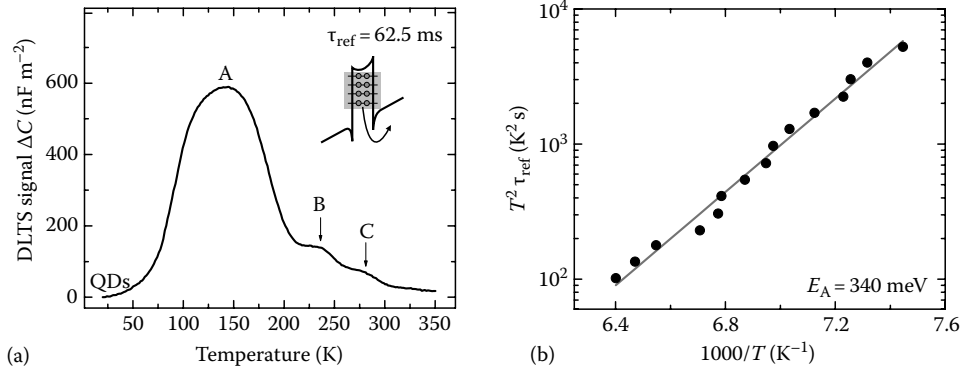 (a)
DLTS signal ΔC (nF m⁻²)
600
400
200
0
τref = 62.5 ms
A
B
C
QDs
50 100 150 200 250 300 350
Temperature (K)
(b)
T² τref (K² s)
10⁴
10³
10²
EA = 340 meV
6.4 6.8 7.2 7.6
1000/T (K⁻¹)